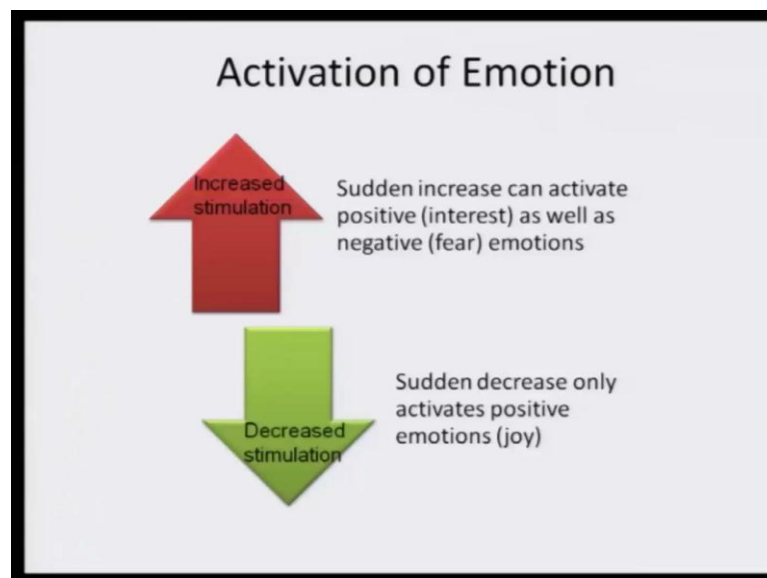 Activation of Emotion
Increased
stimulation
Sudden increase can activate
positive (interest) as well as
negative (fear) emotions
Decreased
stimulation
Sudden decrease only
activates positive
emotions (joy)